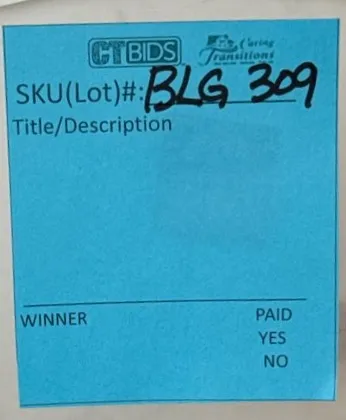 CTBIDS Caring Transitions
SKU(Lot)#: BLG 309
Title/Description
WINNER PAID
YES
NO